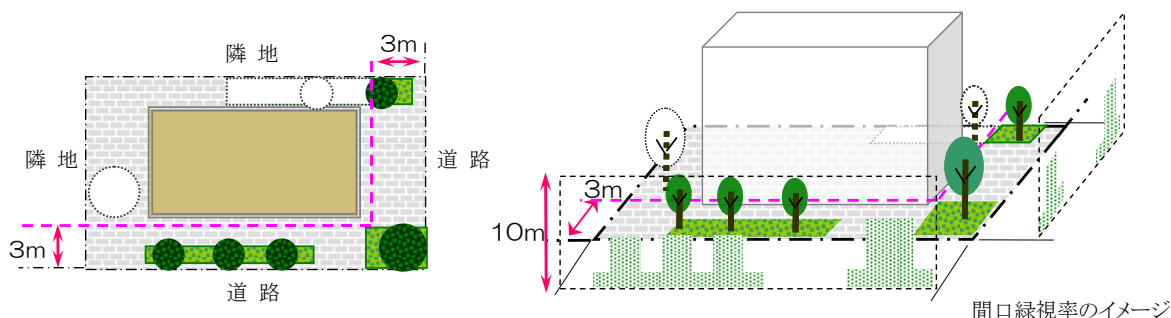 隣 地
3m
隣 地
道 路
3m
道 路
3m
10m
間口緑視率のイメージ